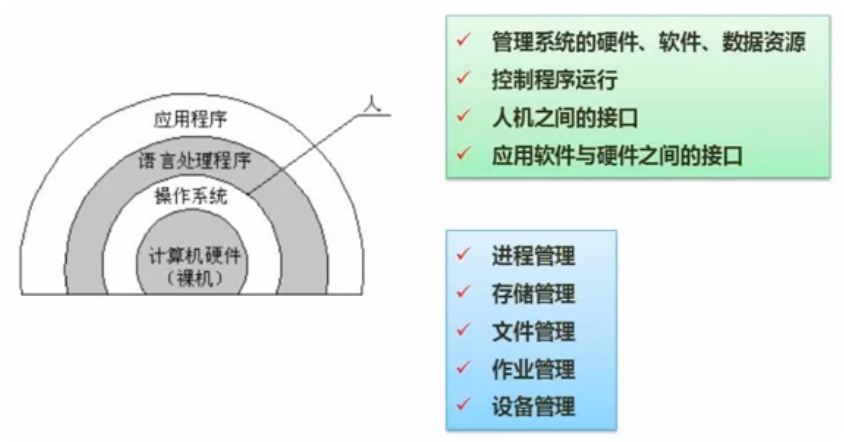 人
应用程序
语言处理程序
操作系统
计算机硬件
（裸机）
管理系统的硬件、软件、数据资源
控制程序运行
人机之间的接口
应用软件与硬件之间的接口
进程管理
存储管理
文件管理
作业管理
设备管理